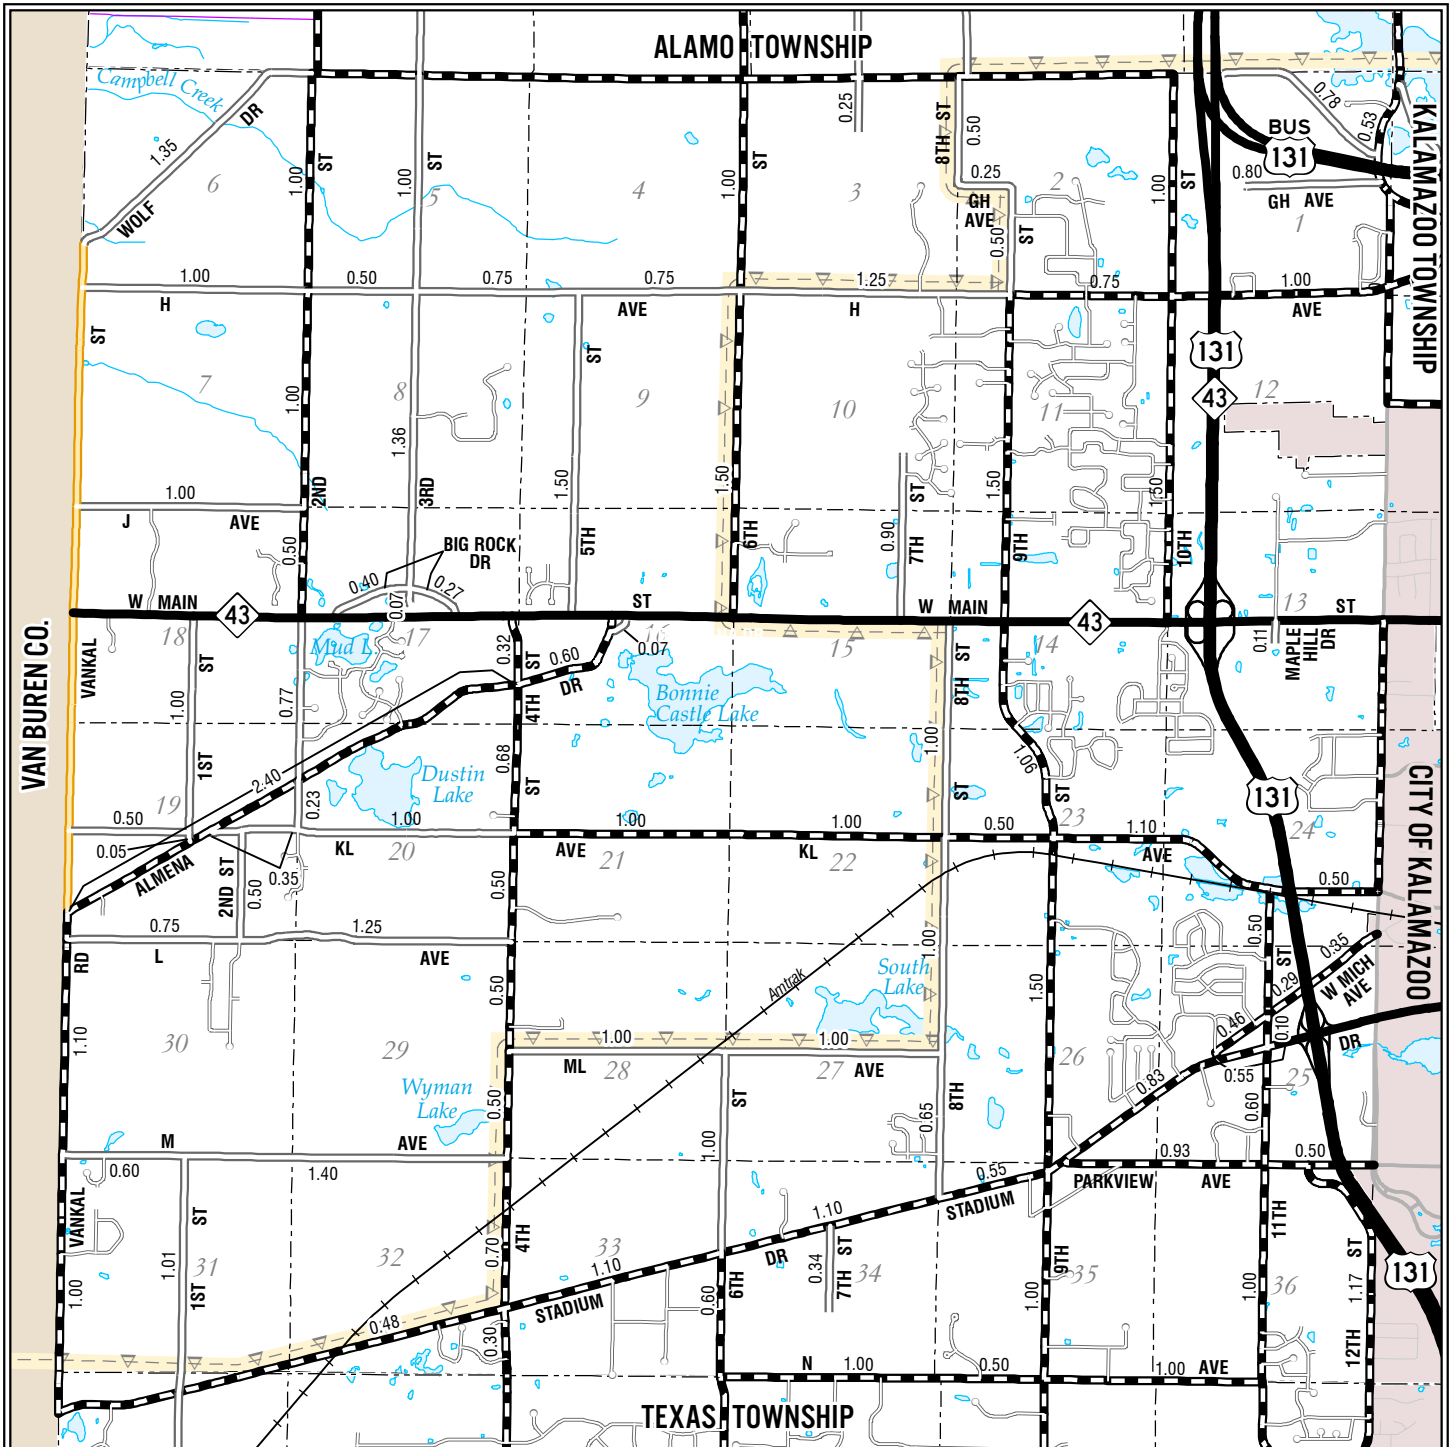 ALAMO TOWNSHIP
Campbell Creek
WOLF DR
1.35
6
1.00
ST
1.00
ST
5
4
1.00
ST
0.25
3
8TH ST
0.50
0.25
GH
AVE
0.50
ST
2
1.00
ST
BUS
131
0.78
0.53
0.80
GH AVE
1
KALAMAZOO TOWNSHIP
1.00
H
0.50
0.75
0.75
AVE
1.25
H
0.75
1.00
AVE
ST
7
1.00
8
1.36
ST
9
10
11
131
43
12
1.00
J
AVE
2ND
3RD
1.50
5TH
1.50
6TH
0.90
ST
7TH
1.50
9TH
1.50
10TH
0.50
BIG ROCK
DR
0.40
0.27
0.07
W MAIN
43
ST
W MAIN
43
13
ST
VAN BUREN CO.
VANKAL
18
ST
Mud L.
17
0.32
ST
0.60
DR
16
0.07
15
8TH ST
14
0.11
MAPLE
HILL
DR
1.00
0.77
4TH
Bonnie
Castle Lake
1.00
1.06
1ST
2.40
0.68
ST
Dustin
Lake
ST
ST
131
19
0.23
23
24
CITY OF KALAMAZOO
0.50
1.00
1.00
1.00
0.50
1.10
0.05
ALMENA
KL
20
AVE
21
KL
22
AVE
2ND ST
0.50
0.35
0.50
0.50
0.75
L
1.25
AVE
1.00
0.50
ST
0.35
RD
0.50
Amtrak
South
Lake
1.50
0.29
W MICH
AVE
1.10
30
29
1.00
1.00
0.46
0.10
DR
ML
28
27
AVE
26
0.55
25
Wyman
Lake
0.50
ST
8TH
0.83
0.60
M
AVE
1.00
0.65
0.60
1.40
0.55
0.93
0.50
PARKVIEW AVE
VANKAL
ST
STADIUM
1.10
4TH
11TH
1.01
31
32
0.70
33
DR
0.34
7TH ST
34
9TH
35
ST
131
1.00
1ST
1.10
6TH
1.00
1.00
36
1.17
STADIUM
0.60
0.48
0.30
12TH
N
1.00
0.50
1.00
AVE
TEXAS TOWNSHIP